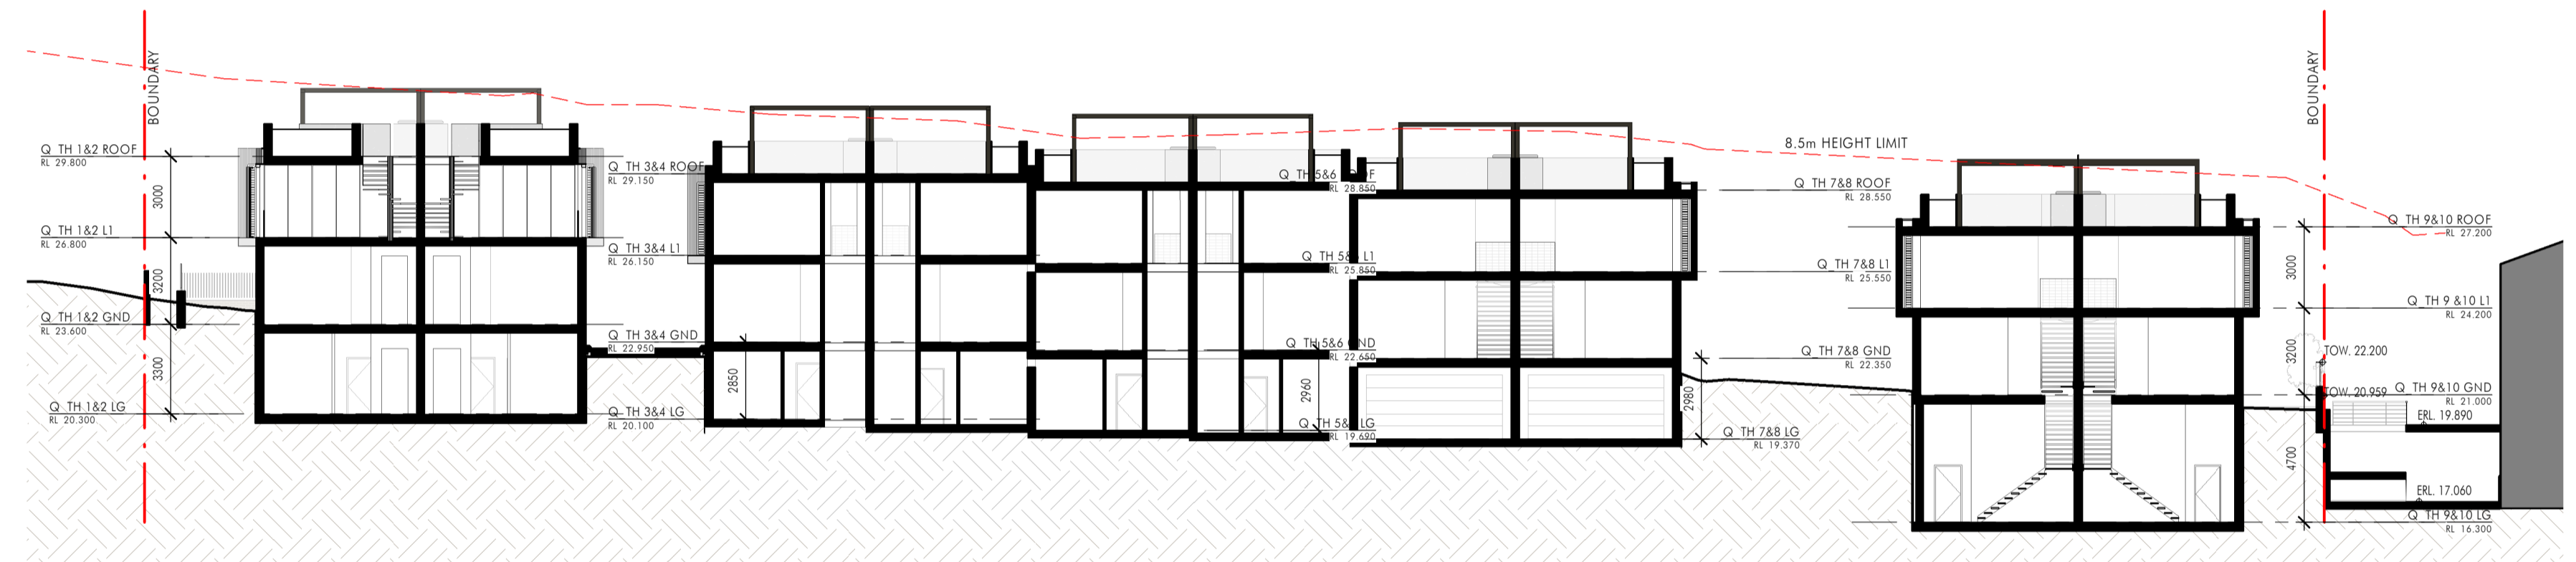 BOUNDARY
Q TH 1&2 ROOF
RL 29.800
3000
Q TH 1&2 L1
RL 26.800
3200
Q TH 1&2 GND
RL 23.600
3300
Q TH 1&2 LG
RL 20.300
Q TH 3&4 ROOF
RL 29.150
Q TH 3&4 L1
RL 26.150
Q TH 3&4 GND
RL 22.950
2850
Q TH 3&4 LG
RL 20.100
RL 28.850
RL 25.850
RL 22.650
2960
RL 19.690
8.5m HEIGHT LIMIT
Q TH 7&8 ROOF
RL 28.550
Q TH 7&8 L1
RL 25.550
Q TH 7&8 GND
RL 22.350
2980
Q TH 7&8 LG
RL 19.370
BOUNDARY
Q TH 9&10 ROOF
RL 27.200
3000
Q TH 9 &10 L1
RL 24.200
3200
TOW. 22.200
TOW. 20.959
Q TH 9&10 GND
RL 21.000
ERL. 19.890
4700
ERL. 17.060
Q TH 9&10 LG
RL 16.300